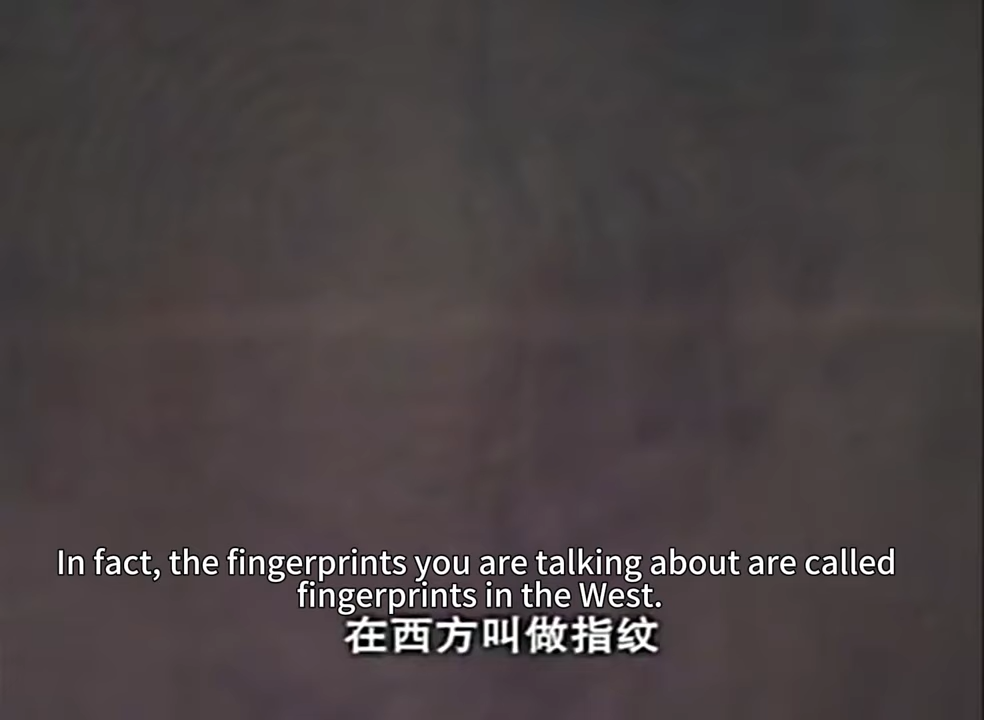 In fact, the fingerprints you are talking about are called
fingerprints in the West.
在西方叫做指纹